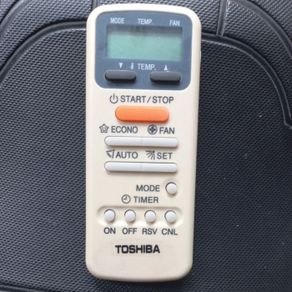 MODE TEMP. FAN
▼ TEMP. ▲
START/STOP
ECONO FAN
AUTO SET
MODE
TIMER
ON OFF RSV CNL
TOSHIBA